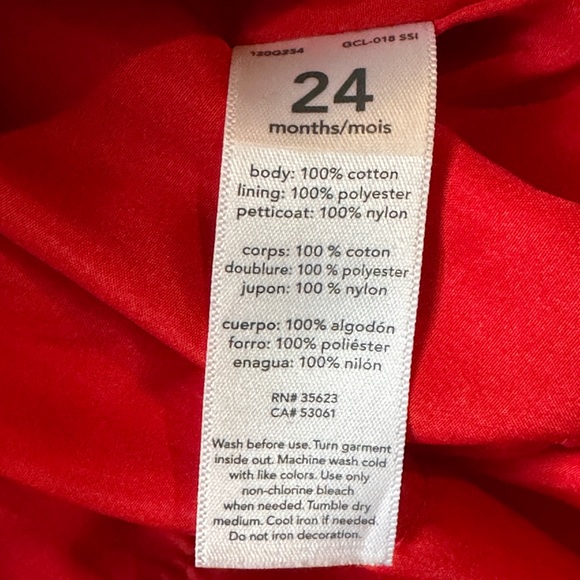 120G234 GCL-018 SSI
24
months/mois
body: 100% cotton
lining: 100% polyester
petticoat: 100% nylon
corps: 100 % coton
doublure: 100 % polyester
jupon: 100 % nylon
cuerpo: 100% algodón
forro: 100% poliéster
enagua: 100% nilón
RN# 35623
CA# 53061
Wash before use. Turn garment
inside out. Machine wash cold
with like colors. Use only
non-chlorine bleach
when needed. Tumble dry
medium. Cool iron if needed.
Do not iron decoration.